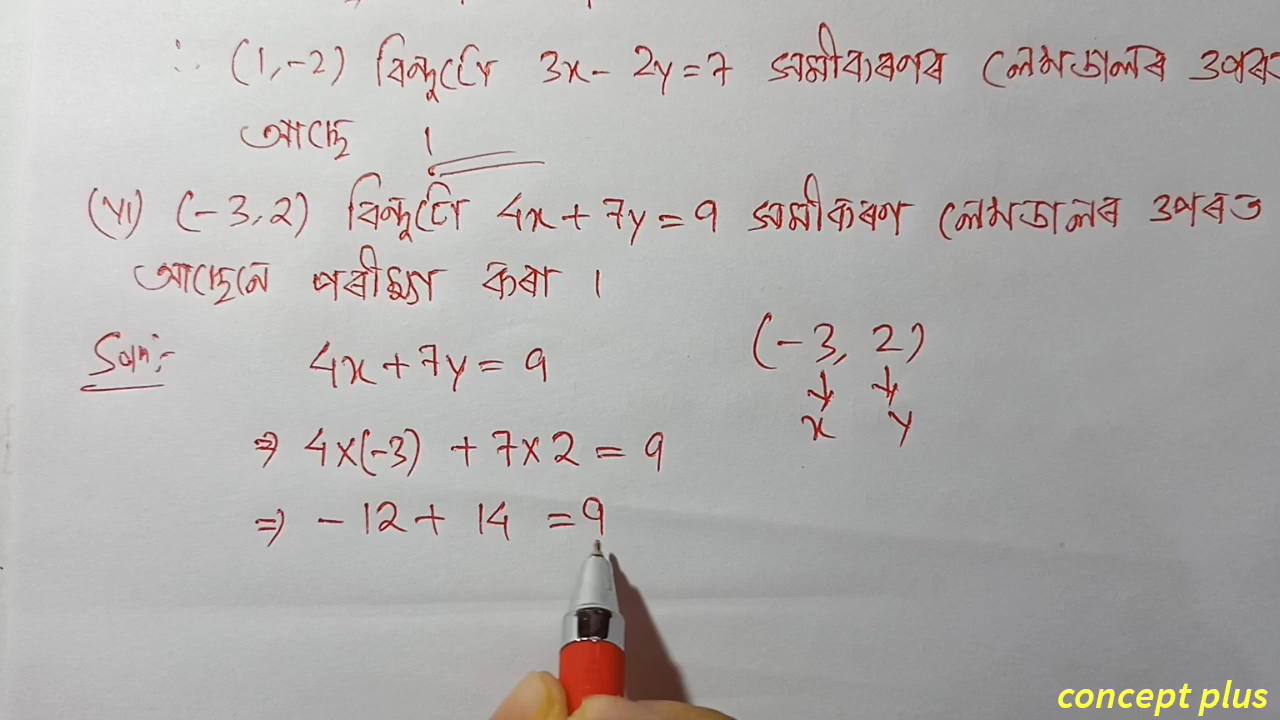 ∴ (1,-2) বিন্দুটো 3x - 2y = 7 সমীকৰণৰ লেখডালৰ ওপৰত
আছে ।
(vi) (-3,2) বিন্দুটো 4x + 7y = 9 সমীকৰণ লেখডালৰ ওপৰত
আছেনে পৰীক্ষা কৰা ।
Soln:- 4x + 7y = 9 (-3, 2)
x y
⇒ 4×(-3) + 7×2 = 9
⇒ -12 + 14 = 9
concept plus